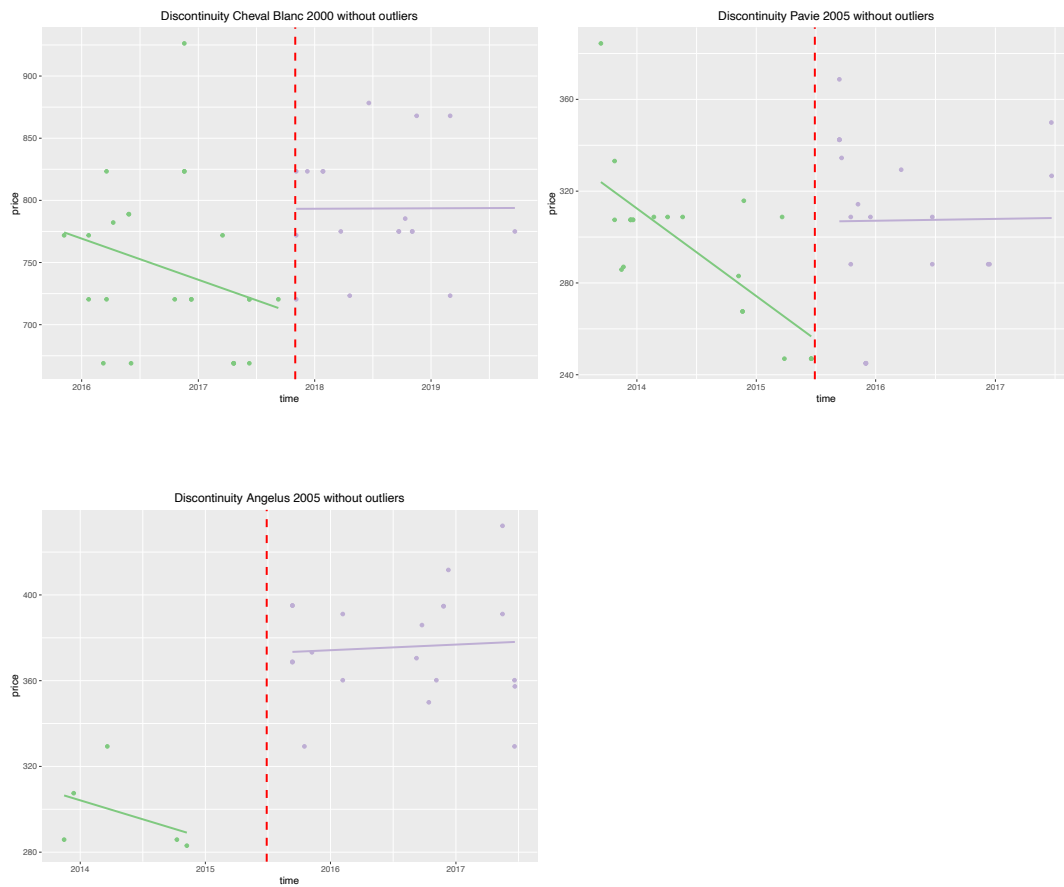 Discontinuity Cheval Blanc 2000 without outliers
900
850
800
750
700
price
2016
2017
2018
2019
time
Discontinuity Pavie 2005 without outliers
360
320
280
240
price
2014
2015
2016
2017
time
Discontinuity Angelus 2005 without outliers
400
360
320
280
price
2014
2015
2016
2017
time